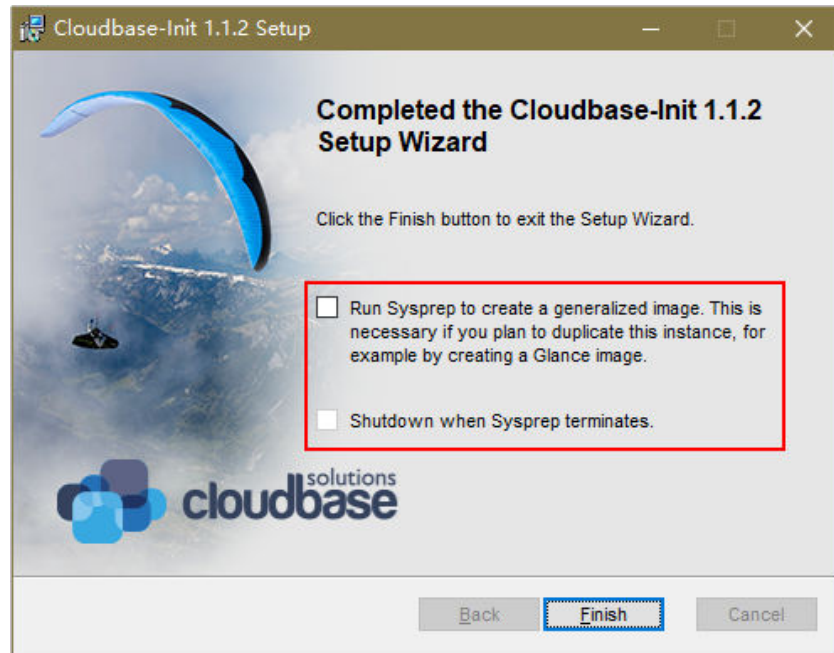 Cloudbase-Init 1.1.2 Setup
Completed the Cloudbase-Init 1.1.2
Setup Wizard
Click the Finish button to exit the Setup Wizard.
Run Sysprep to create a generalized image. This is
necessary if you plan to duplicate this instance, for
example by creating a Glance image.
Shutdown when Sysprep terminates.
solutions
cloudbase
Back Finish Cancel